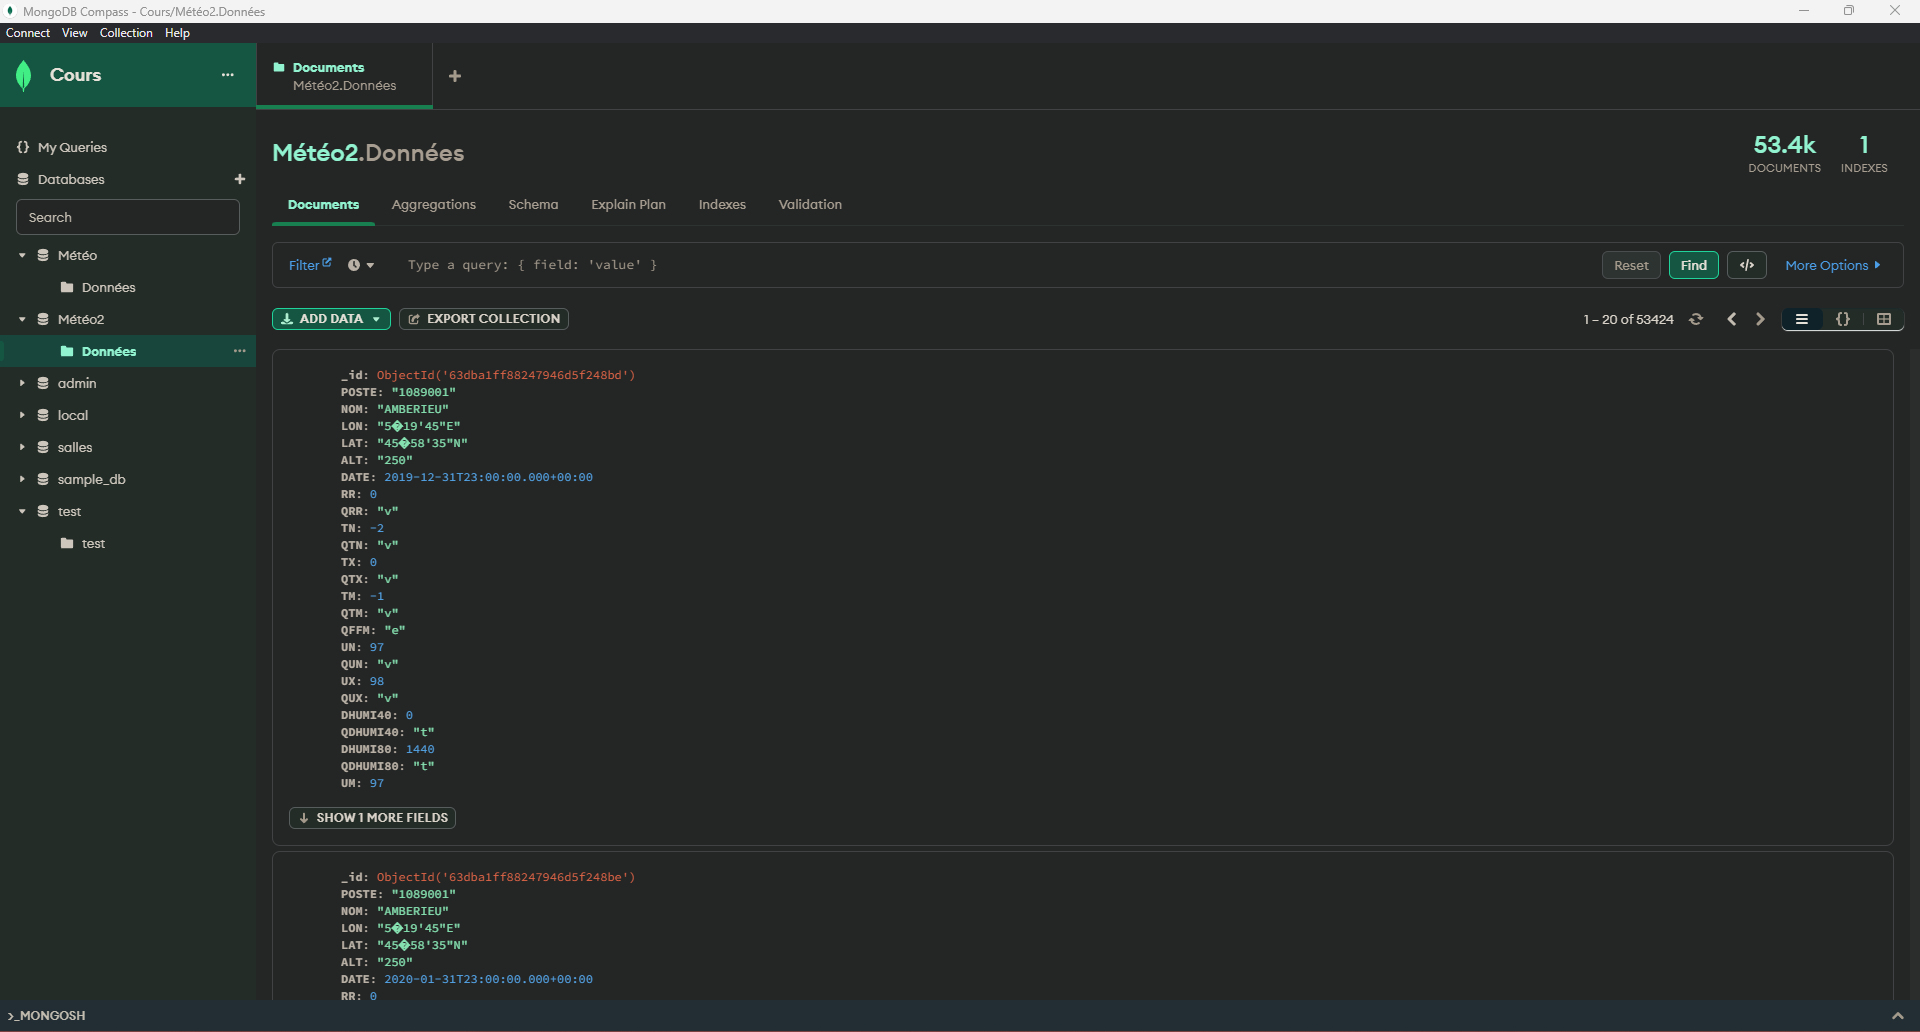 MongoDB Compass - Cours/Météo2.Données
Connect View Collection Help
Cours
Documents
Météo2.Données
My Queries
Databases
Search
Météo
Données
Météo2
Données
admin
local
salles
sample_db
test
test
Météo2.Données
53.4k
DOCUMENTS
1
INDEXES
Documents Aggregations Schema Explain Plan Indexes Validation
Filter Type a query: { field: 'value' } Reset Find </> More Options
ADD DATA EXPORT COLLECTION 1 – 20 of 53424 {}
_id: ObjectId('63dba1ff88247946d5f248bd')
POSTE: "1089001"
NOM: "AMBERIEU"
LON: "5�19'45"E"
LAT: "45�58'35"N"
ALT: "250"
DATE: 2019-12-31T23:00:00.000+00:00
RR: 0
QRR: "v"
TN: -2
QTN: "v"
TX: 0
QTX: "v"
TM: -1
QTM: "v"
QFFM: "e"
UN: 97
QUN: "v"
UX: 98
QUX: "v"
DHUMI40: 0
QDHUMI40: "t"
DHUMI80: 1440
QDHUMI80: "t"
UM: 97
SHOW 1 MORE FIELDS
_id: ObjectId('63dba1ff88247946d5f248be')
POSTE: "1089001"
NOM: "AMBERIEU"
LON: "5�19'45"E"
LAT: "45�58'35"N"
ALT: "250"
DATE: 2020-01-31T23:00:00.000+00:00
RR: 0
>_MONGOSH